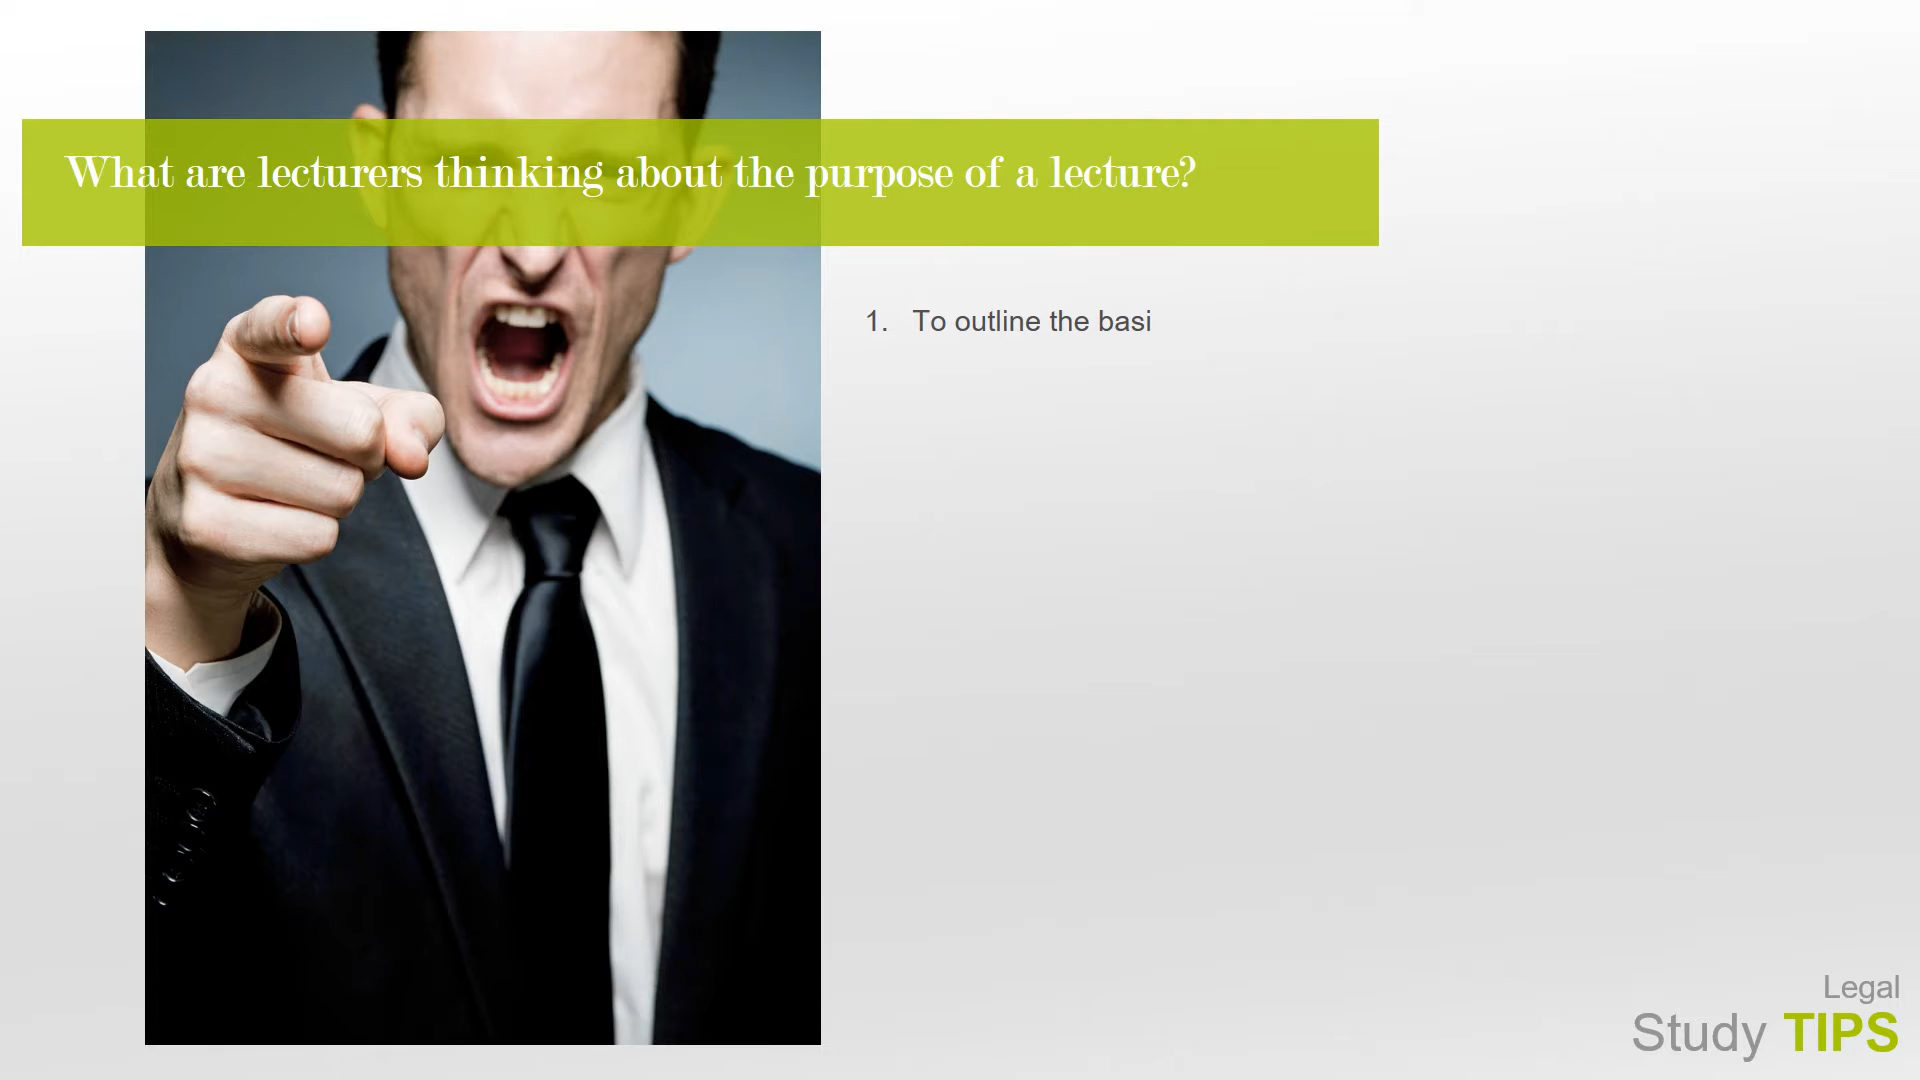 What are lecturers thinking about the purpose of a lecture?
1. To outline the basi
Legal
Study TIPS